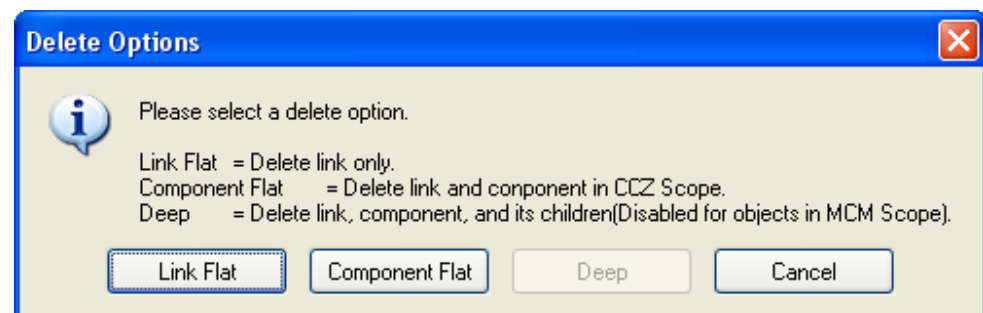 Delete Options
Please select a delete option.
Link Flat = Delete link only.
Component Flat = Delete link and conponent in CCZ Scope.
Deep = Delete link, component, and its children(Disabled for objects in MCM Scope).
Link Flat Component Flat Deep Cancel